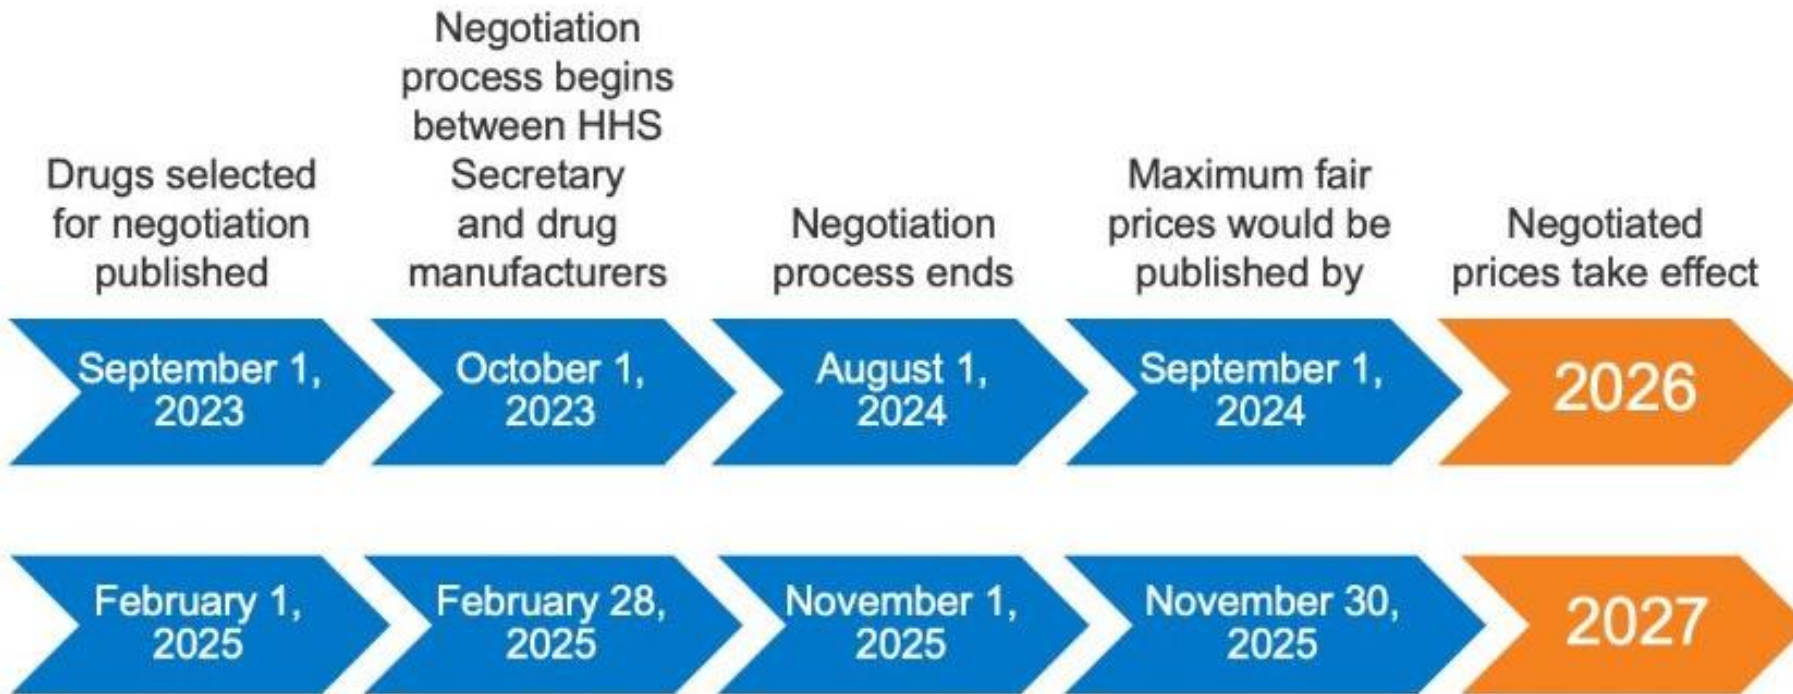 Drugs selected
for negotiation
published
Negotiation
process begins
between HHS
Secretary
and drug
manufacturers
Negotiation
process ends
Maximum fair
prices would be
published by
Negotiated
prices take effect
September 1,
2023
October 1,
2023
August 1,
2024
September 1,
2024
2026
February 1,
2025
February 28,
2025
November 1,
2025
November 30,
2025
2027